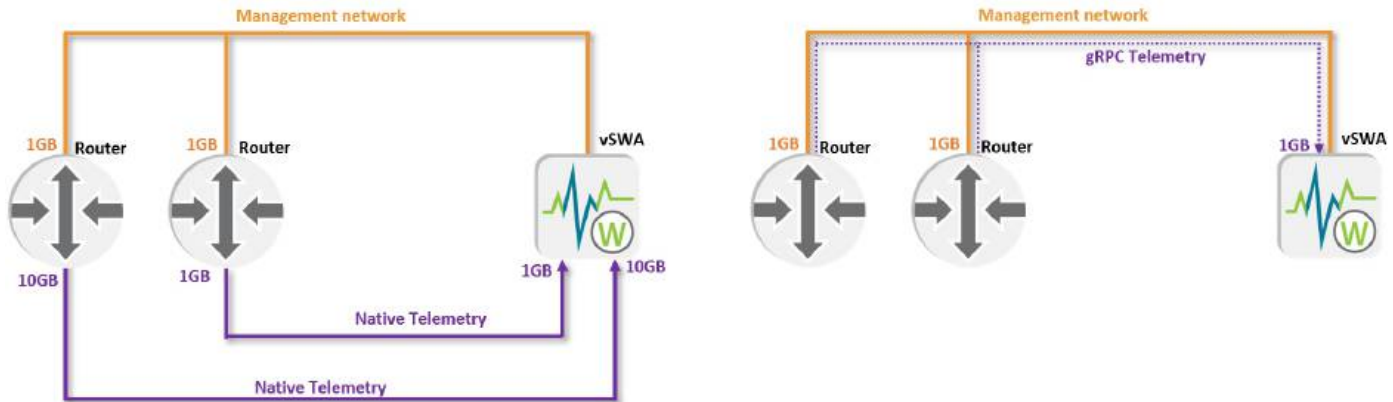 Management network
1GB
Router
1GB
Router
vSWA
W
10GB
1GB
1GB
10GB
Native Telemetry
Native Telemetry
Management network
gRPC Telemetry
1GB
Router
1GB
Router
1GB
vSWA
W